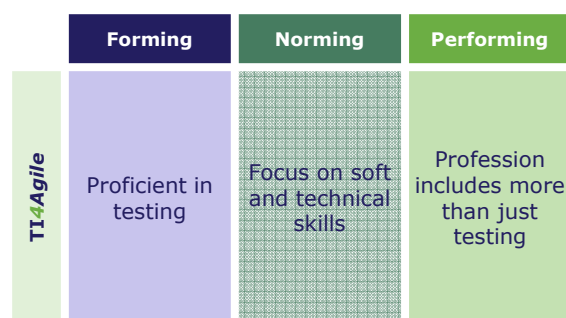 Forming
Norming
Performing
TI4Agile
Proficient in
testing
Focus on soft
and technical
skills
Profession
includes more
than just
testing